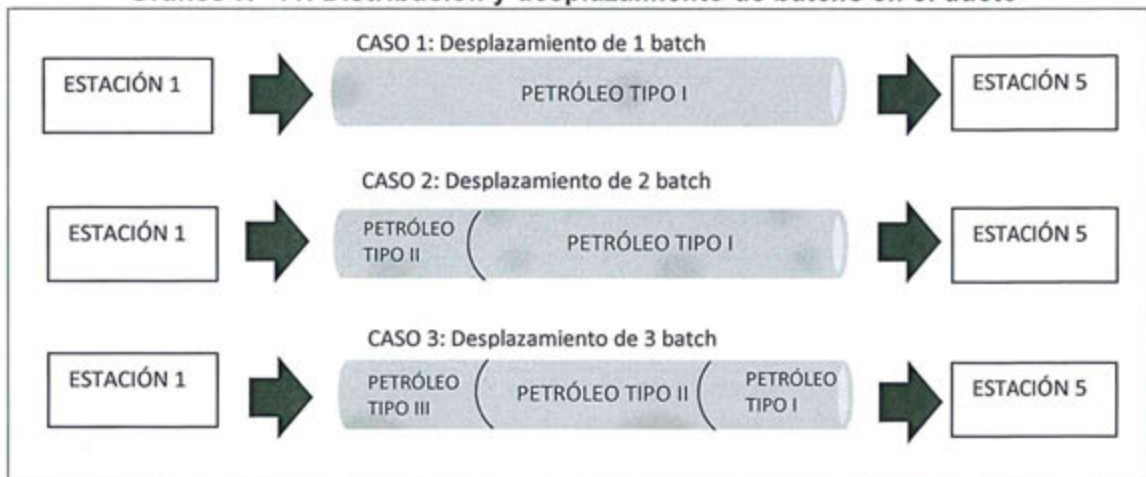 CASO 1: Desplazamiento de 1 batch
ESTACIÓN 1
PETRÓLEO TIPO I
ESTACIÓN 5
CASO 2: Desplazamiento de 2 batch
ESTACIÓN 1
PETRÓLEO
TIPO II
PETRÓLEO TIPO I
ESTACIÓN 5
CASO 3: Desplazamiento de 3 batch
ESTACIÓN 1
PETRÓLEO
TIPO III
PETRÓLEO TIPO II
PETRÓLEO
TIPO I
ESTACIÓN 5